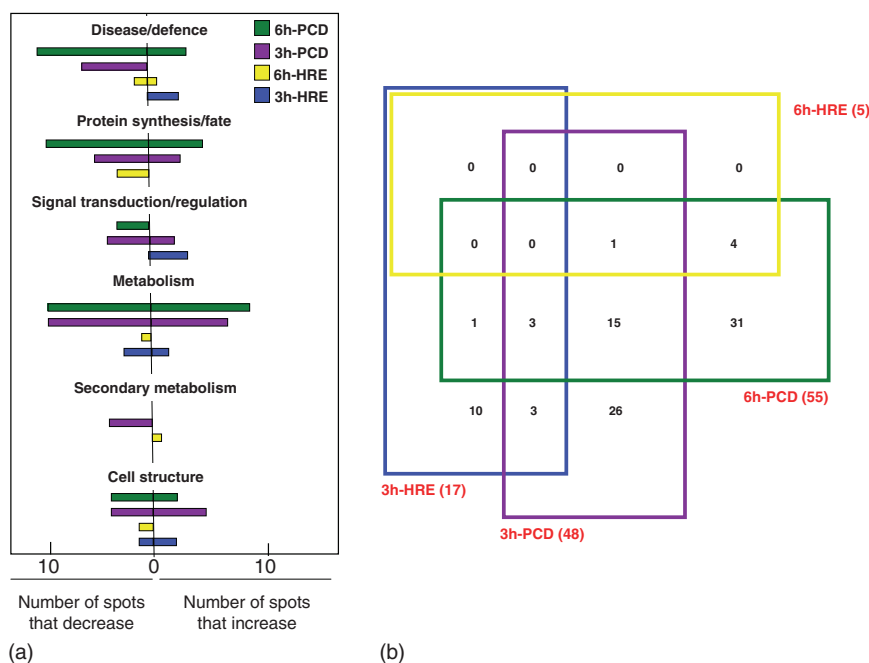 Disease/defence
6h-PCD
3h-PCD
6h-HRE
3h-HRE
Protein synthesis/fate
Signal transduction/regulation
Metabolism
Secondary metabolism
Cell structure
10 0 10
Number of spots
that decrease
Number of spots
that increase
(a)
6h-HRE (5)
0 0 0 0
0 0 1 4
1 3 15 31
6h-PCD (55)
10 3 26
3h-HRE (17)
3h-PCD (48)
(b)